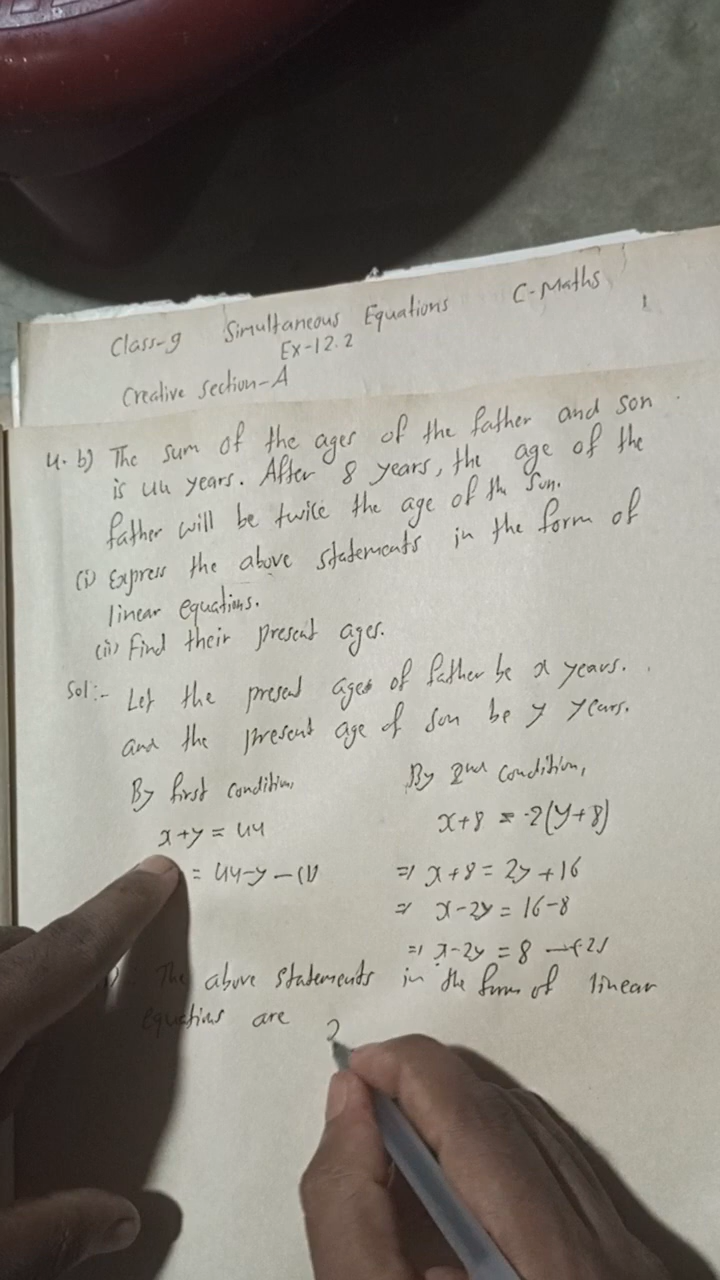 Class-9 Simultaneous Equations C-Maths
Ex-12.2
Creative Section-A
4. b) The sum of the ages of the father and son
is 44 years. After 8 years, the age of the
father will be twice the age of the son.
(i) Express the above statements in the form of
linear equations.
(ii) Find their present ages.
Sol:- Let the present ages of father be x years.
and the present age of son be y years.
By first condition,
x+y = 44
= 44-y -(1)
By 2nd condition,
x+8 = 2(y+8)
=> x+8 = 2y+16
=> x-2y = 16-8
=> x-2y = 8 -(2)
The above statements in the form of linear
equations are